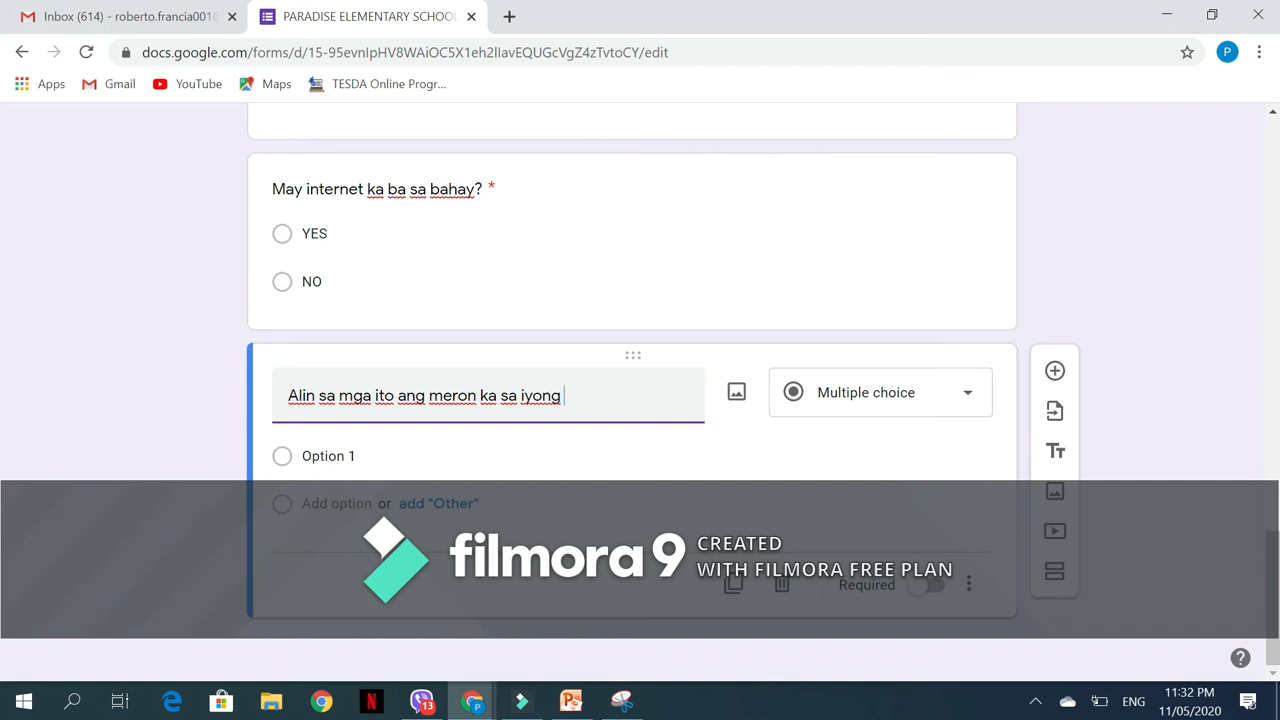 Inbox (614) - roberto.francia001@
PARADISE ELEMENTARY SCHOOL
docs.google.com/forms/d/15-95evnIpHV8WAiOC5X1eh2lIavEQUGcVgZ4zTvtoCY/edit
P
Apps
Gmail
YouTube
Maps
TESDA Online Progr...
May internet ka ba sa bahay? *
YES
NO
Alin sa mga ito ang meron ka sa iyong
Multiple choice
Option 1
Add option or add "Other"
filmora 9
CREATED
WITH FILMORA FREE PLAN
Required
13
ENG
11:32 PM
11/05/2020
3